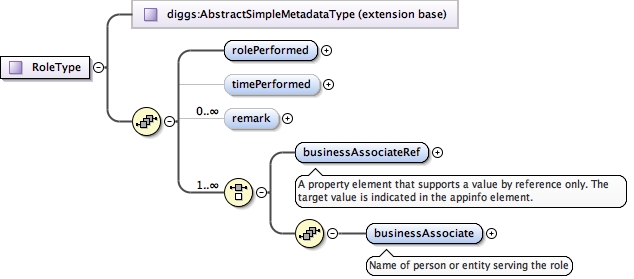 diggs:AbstractSimpleMetadataType (extension base)
RoleType
rolePerformed
timePerformed
0..∞
remark
1..∞
businessAssociateRef
A property element that supports a value by reference only. The
target value is indicated in the appinfo element.
businessAssociate
Name of person or entity serving the role